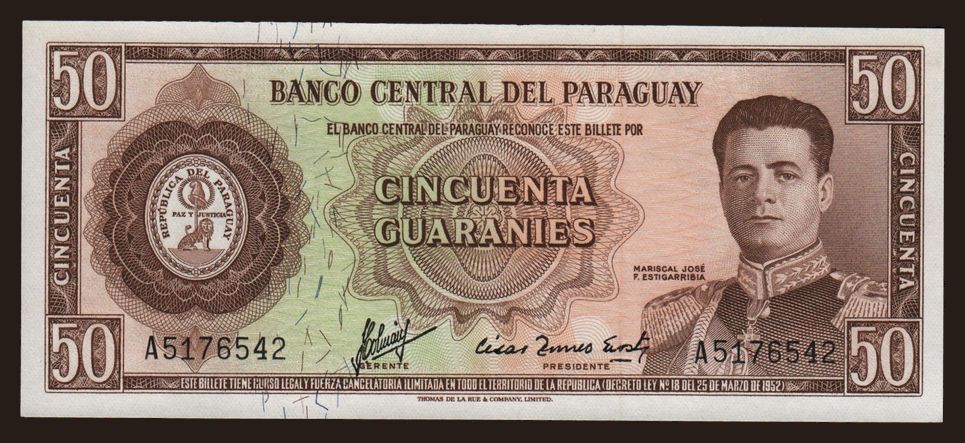 50
50
BANCO CENTRAL DEL PARAGUAY
EL BANCO CENTRAL DEL PARAGUAY RECONOCE ESTE BILLETE POR
CINCUENTA
CINCUENTA
REPÚBLICA DEL PARAGUAY
PAZ Y JUSTICIA
CINCUENTA
GUARANIES
MARISCAL JOSÉ
F. ESTIGARRIBIA
50
50
A5176542
A5176542
GERENTE
PRESIDENTE
ESTE BILLETE TIENE CURSO LEGAL Y FUERZA CANCELATORIA ILIMITADA EN TODO EL TERRITORIO DE LA REPUBLICA (DECRETO LEY Nº 18 DEL 25 DE MARZO DE 1952)
THOMAS DE LA RUE & COMPANY, LIMITED.